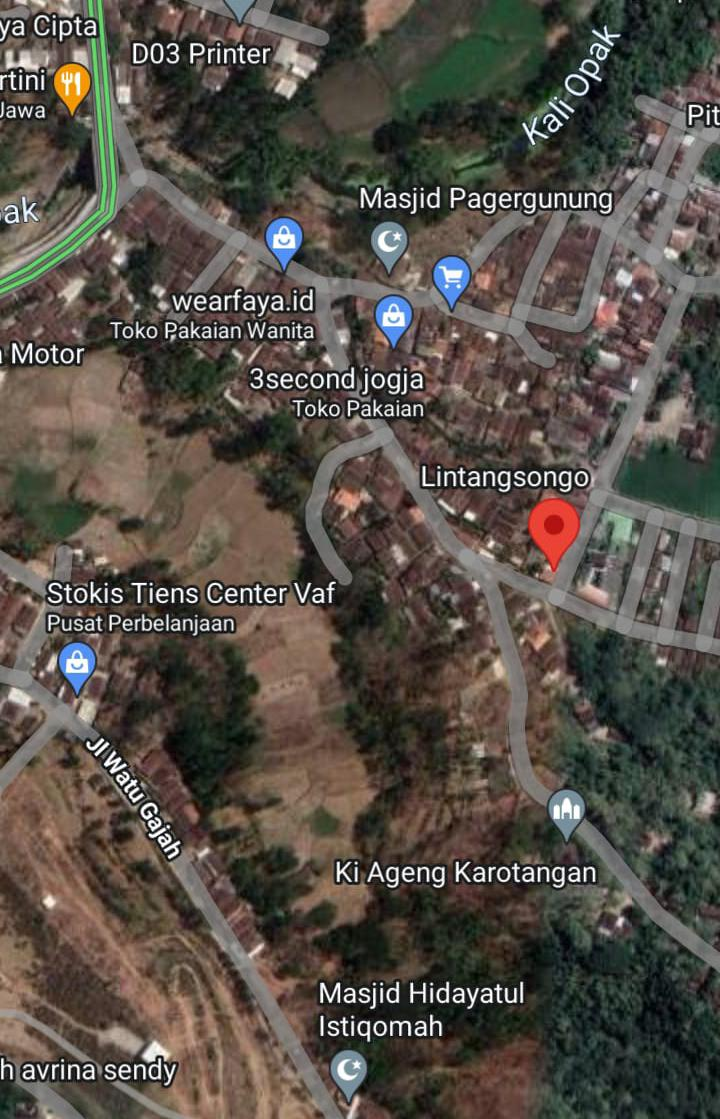 ya Cipta
D03 Printer
rtini
Jawa
Kali Opak
Pit
Masjid Pagergunung
ak
wearfaya.id
Toko Pakaian Wanita
a Motor
3second jogja
Toko Pakaian
Lintangsongo
Stokis Tiens Center Vaf
Pusat Perbelanjaan
Jl Watu Gajah
Ki Ageng Karotangan
Masjid Hidayatul
Istiqomah
h avrina sendy